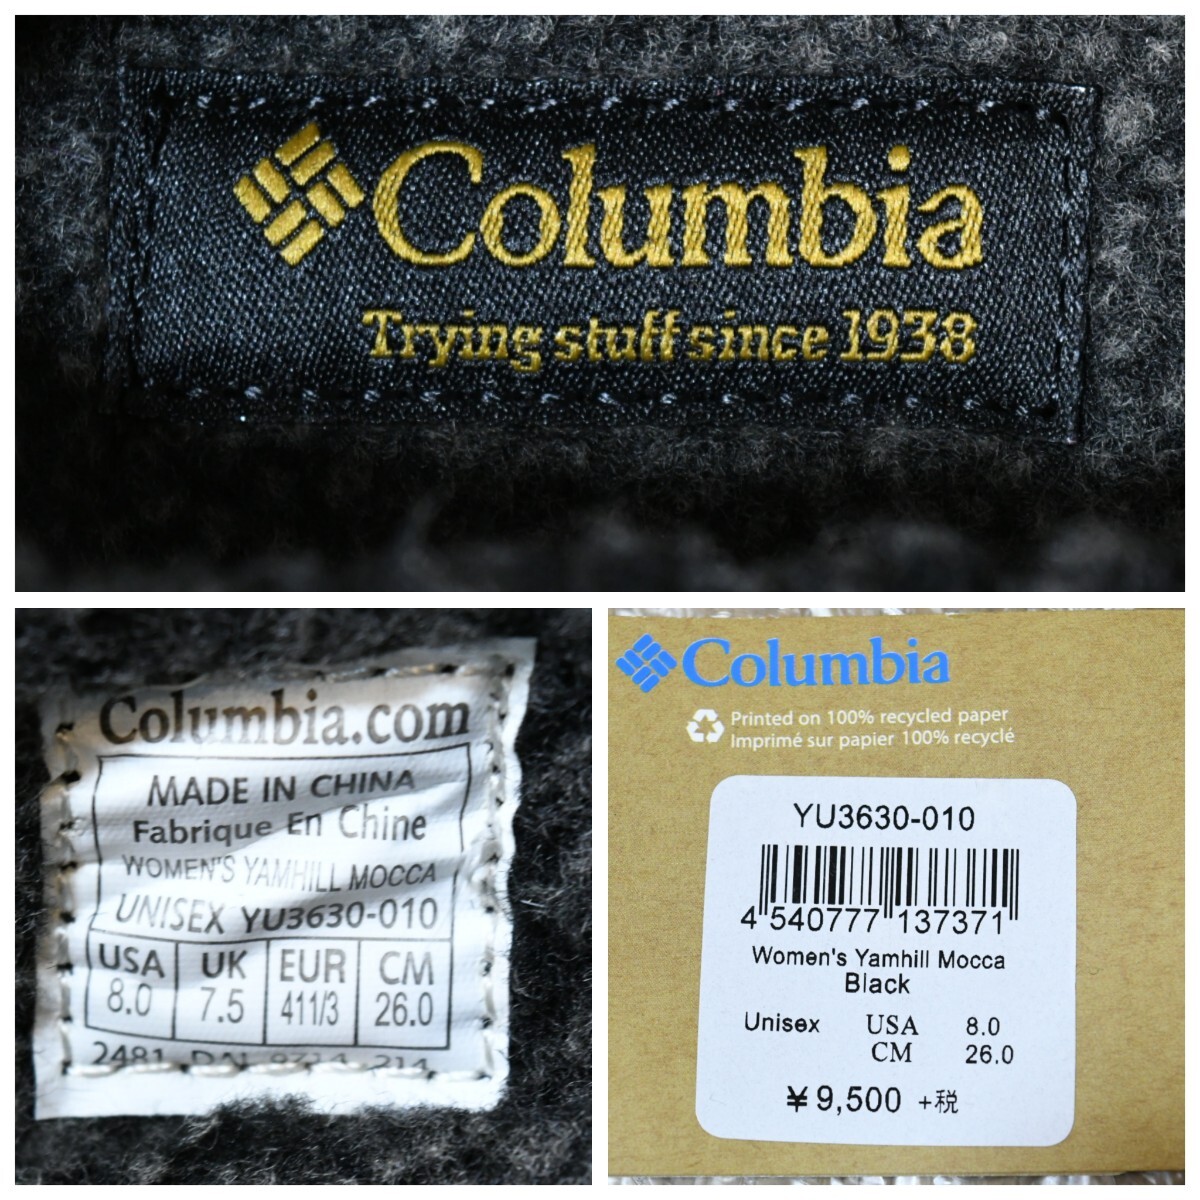 Columbia
Trying stuff since 1938
Columbia.com
MADE IN CHINA
Fabrique En Chine
WOMEN'S YAMHILL MOCCA
UNISEX YU3630-010
USA UK EUR CM
8.0 7.5 411/3 26.0
2481
Columbia
Printed on 100% recycled paper
Imprimé sur papier 100% recyclé
YU3630-010
4 540777 137371
Women's Yamhill Mocca
Black
Unisex USA 8.0
CM 26.0
¥9,500 +税